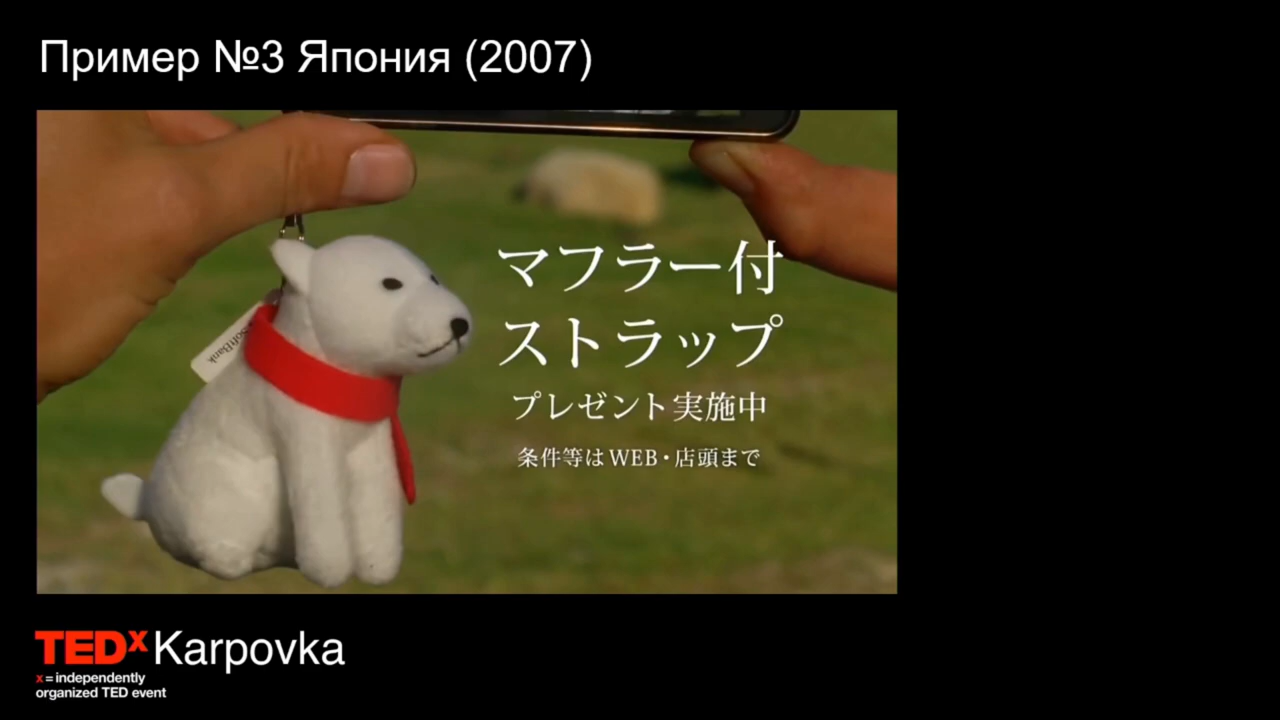 Пример №3 Япония (2007)
SoftBank
マフラー付
ストラップ
プレゼント実施中
条件等はWEB・店頭まで
TEDx Karpovka
x = independently
organized TED event